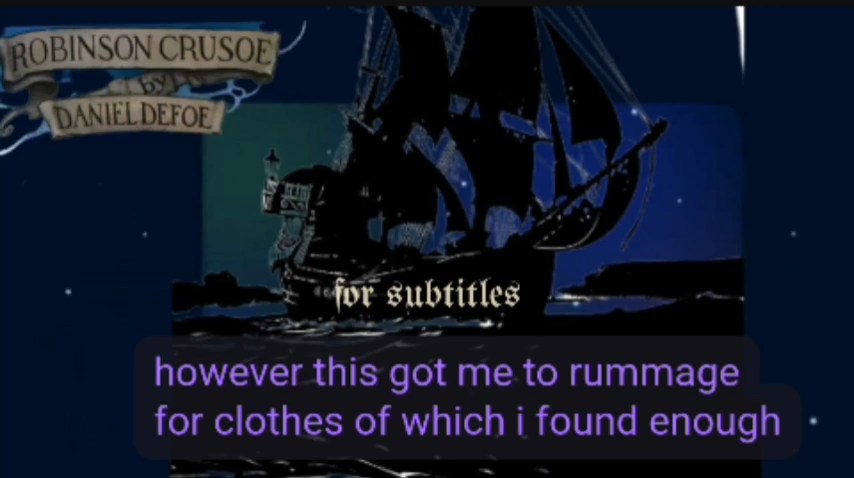 ROBINSON CRUSOE
by
DANIEL DEFOE
for subtitles
however this got me to rummage
for clothes of which i found enough